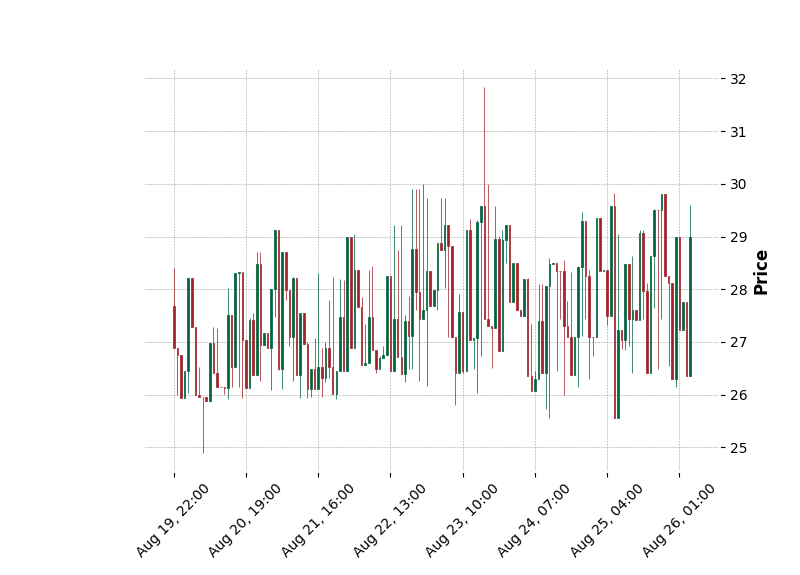 32
31
30
29
28
27
26
25
Price
Aug 19, 22:00
Aug 20, 19:00
Aug 21, 16:00
Aug 22, 13:00
Aug 23, 10:00
Aug 24, 07:00
Aug 25, 04:00
Aug 26, 01:00